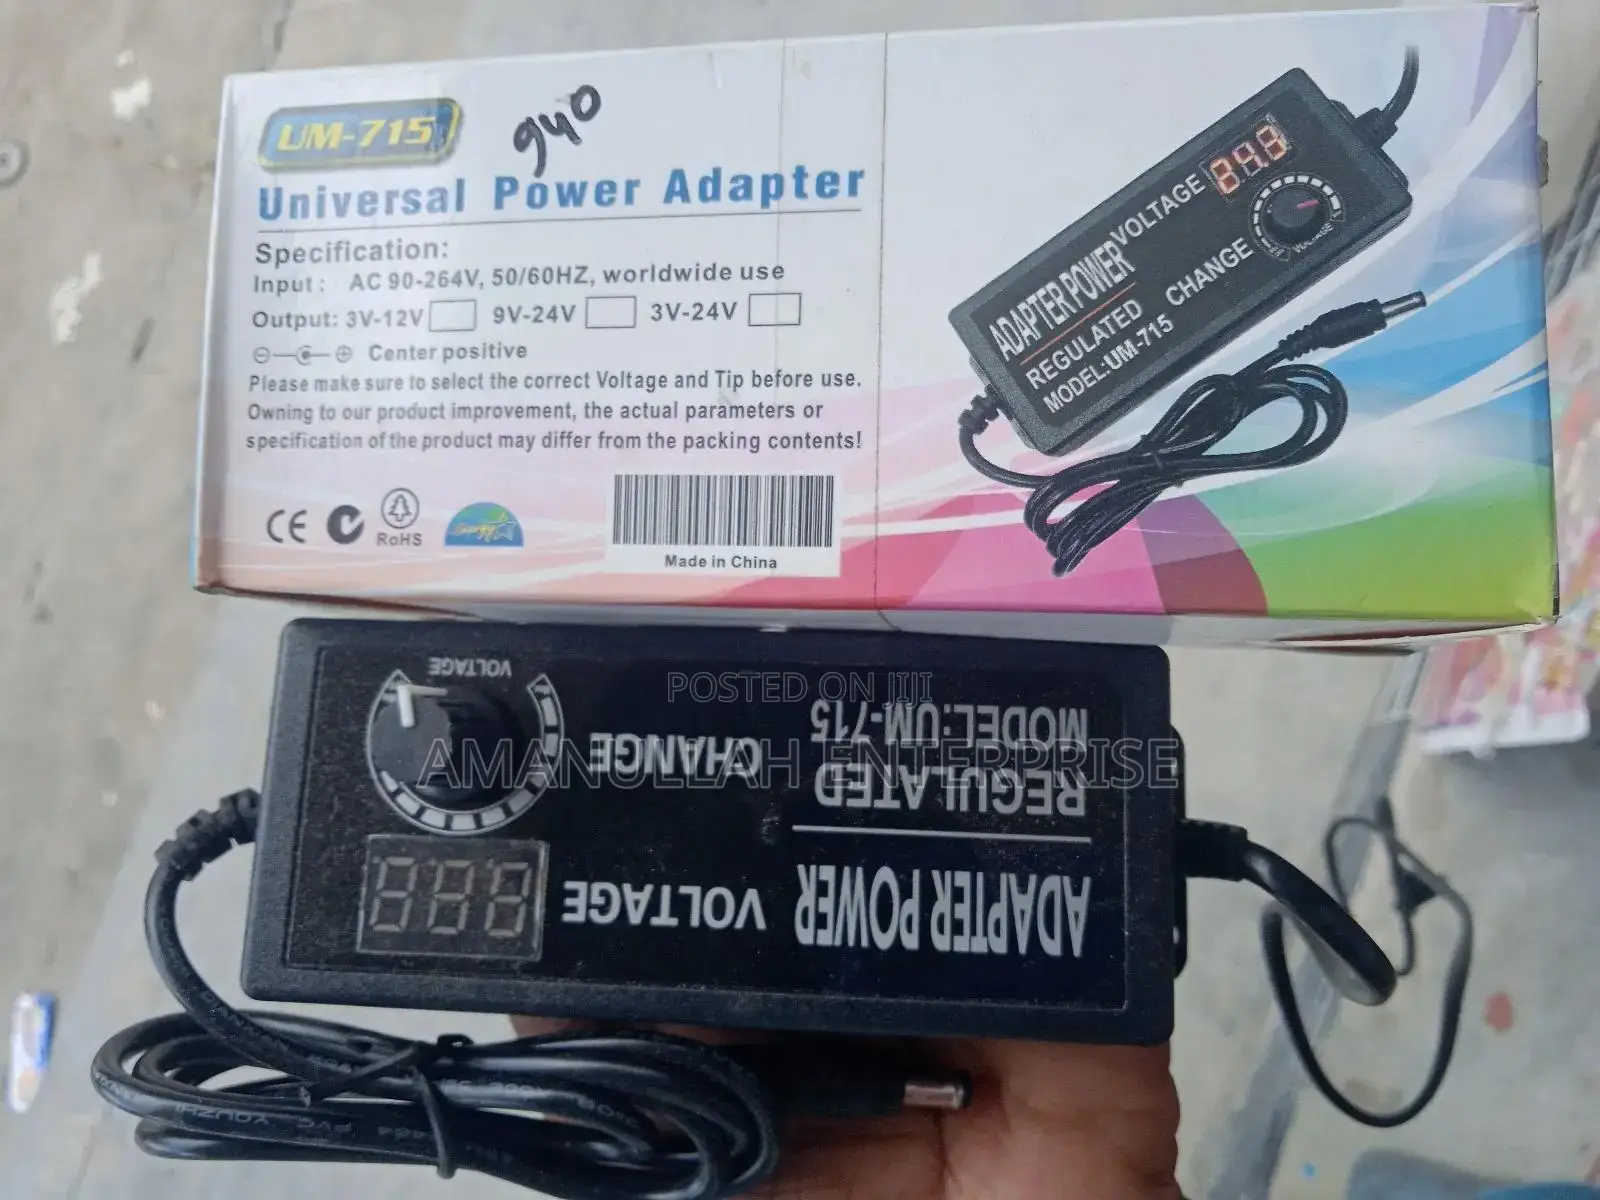 UM-715
940
Universal Power Adapter
Specification:
Input: AC 90-264V, 50/60HZ, worldwide use
Output: 3V-12V 9V-24V 3V-24V
Center positive
Please make sure to select the correct Voltage and Tip before use.
Owning to our product improvement, the actual parameters or
specification of the product may differ from the packing contents!
CE
RoHS
energy
Made in China
ADAPTER POWER VOLTAGE
REGULATED CHANGE
MODEL:UM-715
VOLTAGE
POSTED ON JIJI
AMANULLAH ENTERPRISE
ADAPTER POWER VOLTAGE
REGULATED CHANGE
MODEL:UM-715
VOLTAGE